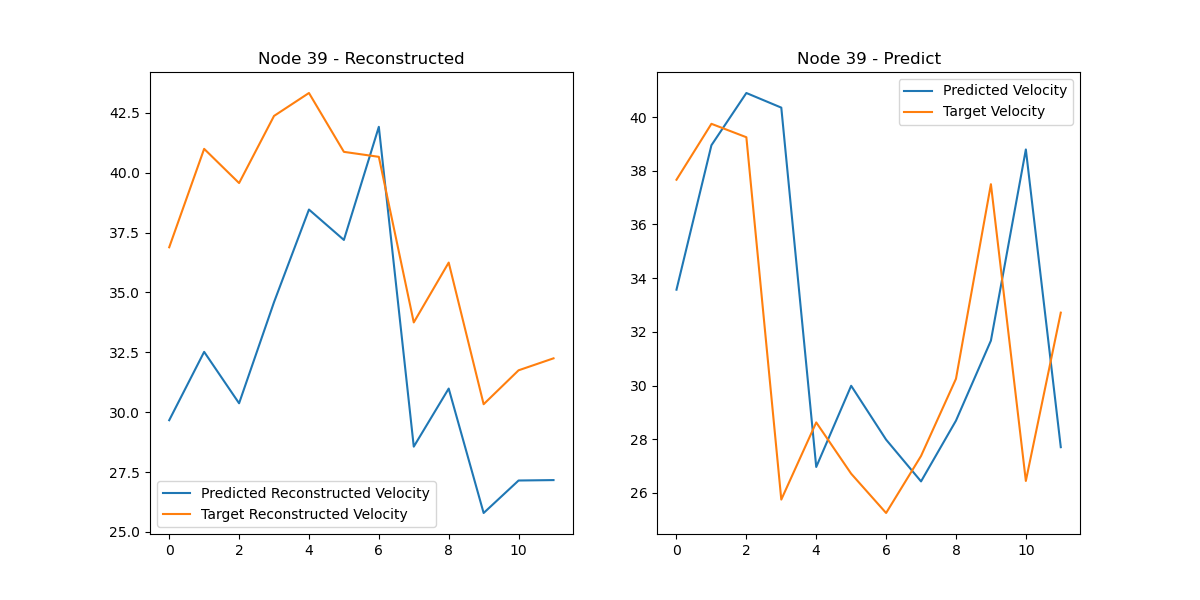 Node 39 - Reconstructed
42.5
40.0
37.5
35.0
32.5
30.0
27.5
25.0
0 2 4 6 8 10
Predicted Reconstructed Velocity
Target Reconstructed Velocity
Node 39 - Predict
40
38
36
34
32
30
28
26
0 2 4 6 8 10
Predicted Velocity
Target Velocity